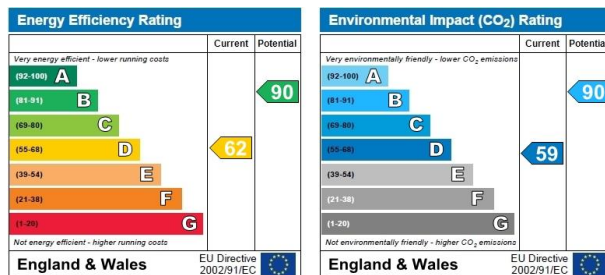 Energy Efficiency Rating
Current Potential
Very energy efficient - lower running costs
(92-100) A
(81-91) B
90
(69-80) C
(55-68) D
62
(39-54) E
(21-38) F
(1-20) G
Not energy efficient - higher running costs
England & Wales
EU Directive
2002/91/EC
Environmental Impact (CO₂) Rating
Current Potential
Very environmentally friendly - lower CO₂ emissions
(92-100) A
(81-91) B
90
(69-80) C
(55-68) D
59
(39-54) E
(21-38) F
(1-20) G
Not environmentally friendly - higher CO₂ emissions
England & Wales
EU Directive
2002/91/EC